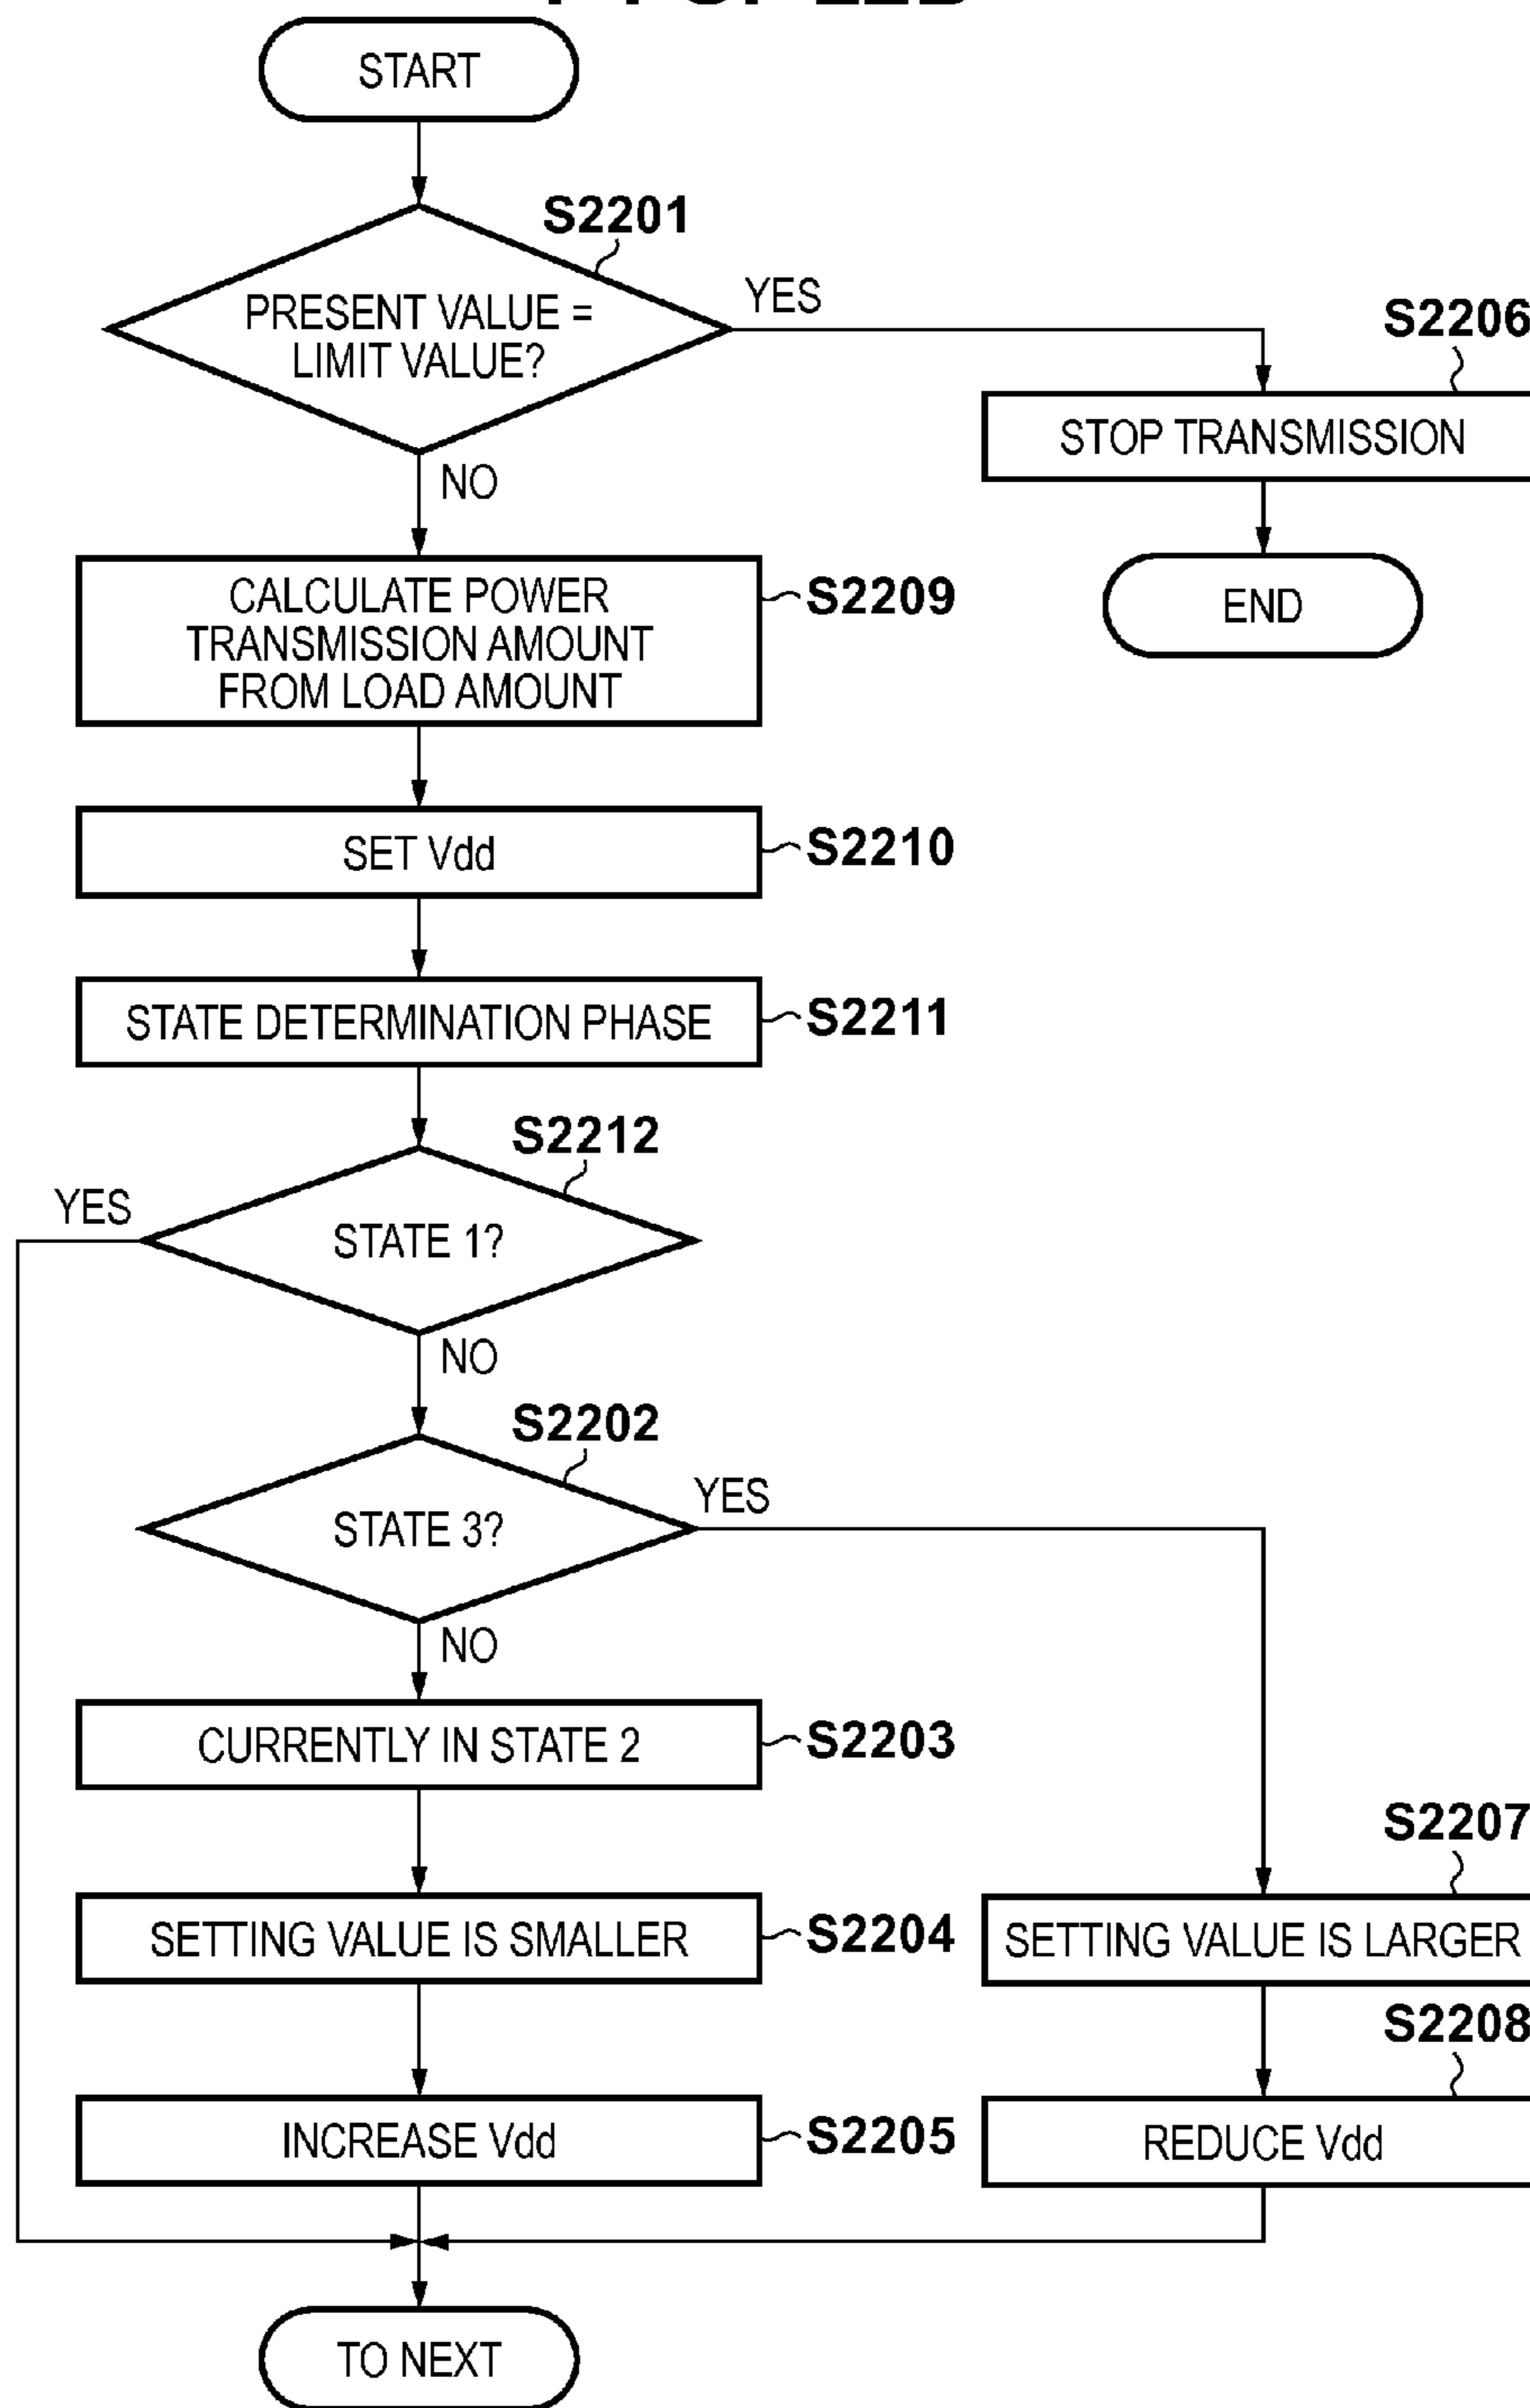 START
S2201
PRESENT VALUE =
LIMIT VALUE?
YES
NO
S2206
STOP TRANSMISSION
END
CALCULATE POWER
TRANSMISSION AMOUNT
FROM LOAD AMOUNT
S2209
SET Vdd
S2210
STATE DETERMINATION PHASE
S2211
S2212
STATE 1?
YES
NO
S2202
STATE 3?
YES
NO
CURRENTLY IN STATE 2
S2203
SETTING VALUE IS SMALLER
S2204
S2207
SETTING VALUE IS LARGER
INCREASE Vdd
S2205
S2208
REDUCE Vdd
TO NEXT